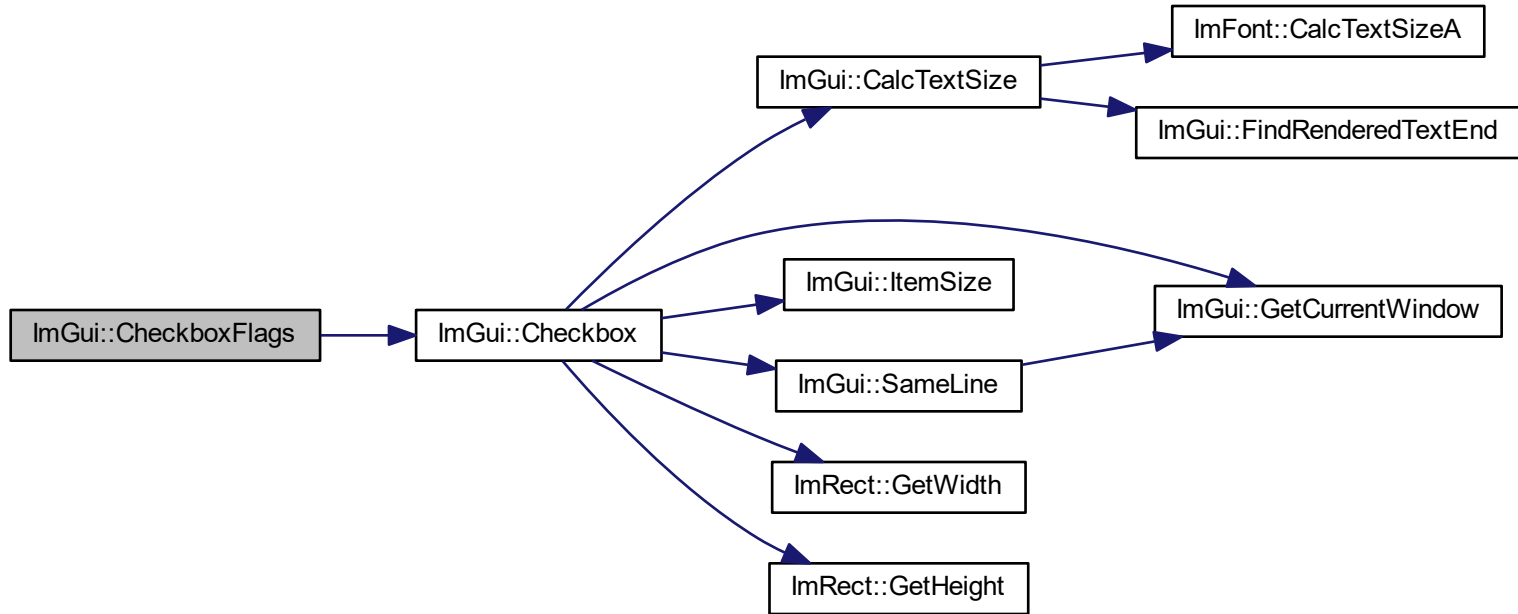 ImFont::CalcTextSizeA
ImGui::CalcTextSize
ImGui::FindRenderedTextEnd
ImGui::ItemSize
ImGui::GetCurrentWindow
ImGui::CheckboxFlags
ImGui::Checkbox
ImGui::SameLine
ImRect::GetWidth
ImRect::GetHeight